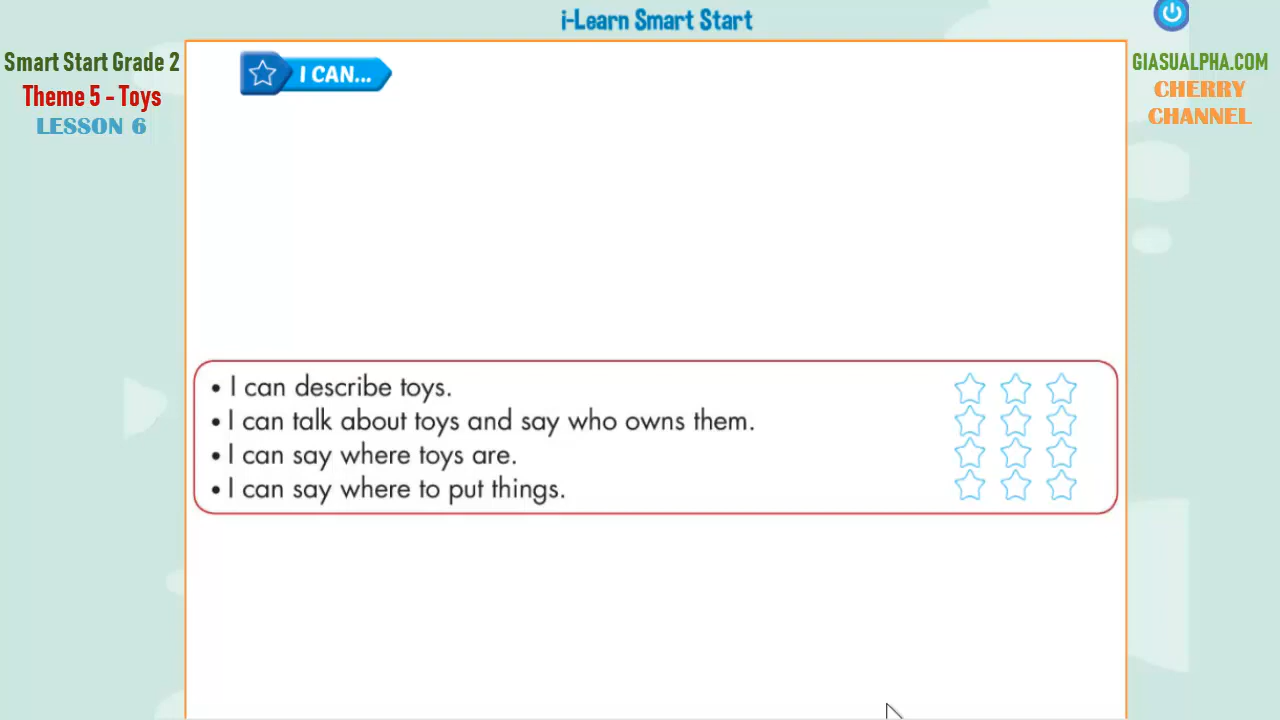 i-Learn Smart Start
Smart Start Grade 2
Theme 5 - Toys
LESSON 6
GIASUALPHA.COM
CHERRY
CHANNEL
I CAN...
• I can describe toys.
• I can talk about toys and say who owns them.
• I can say where toys are.
• I can say where to put things.